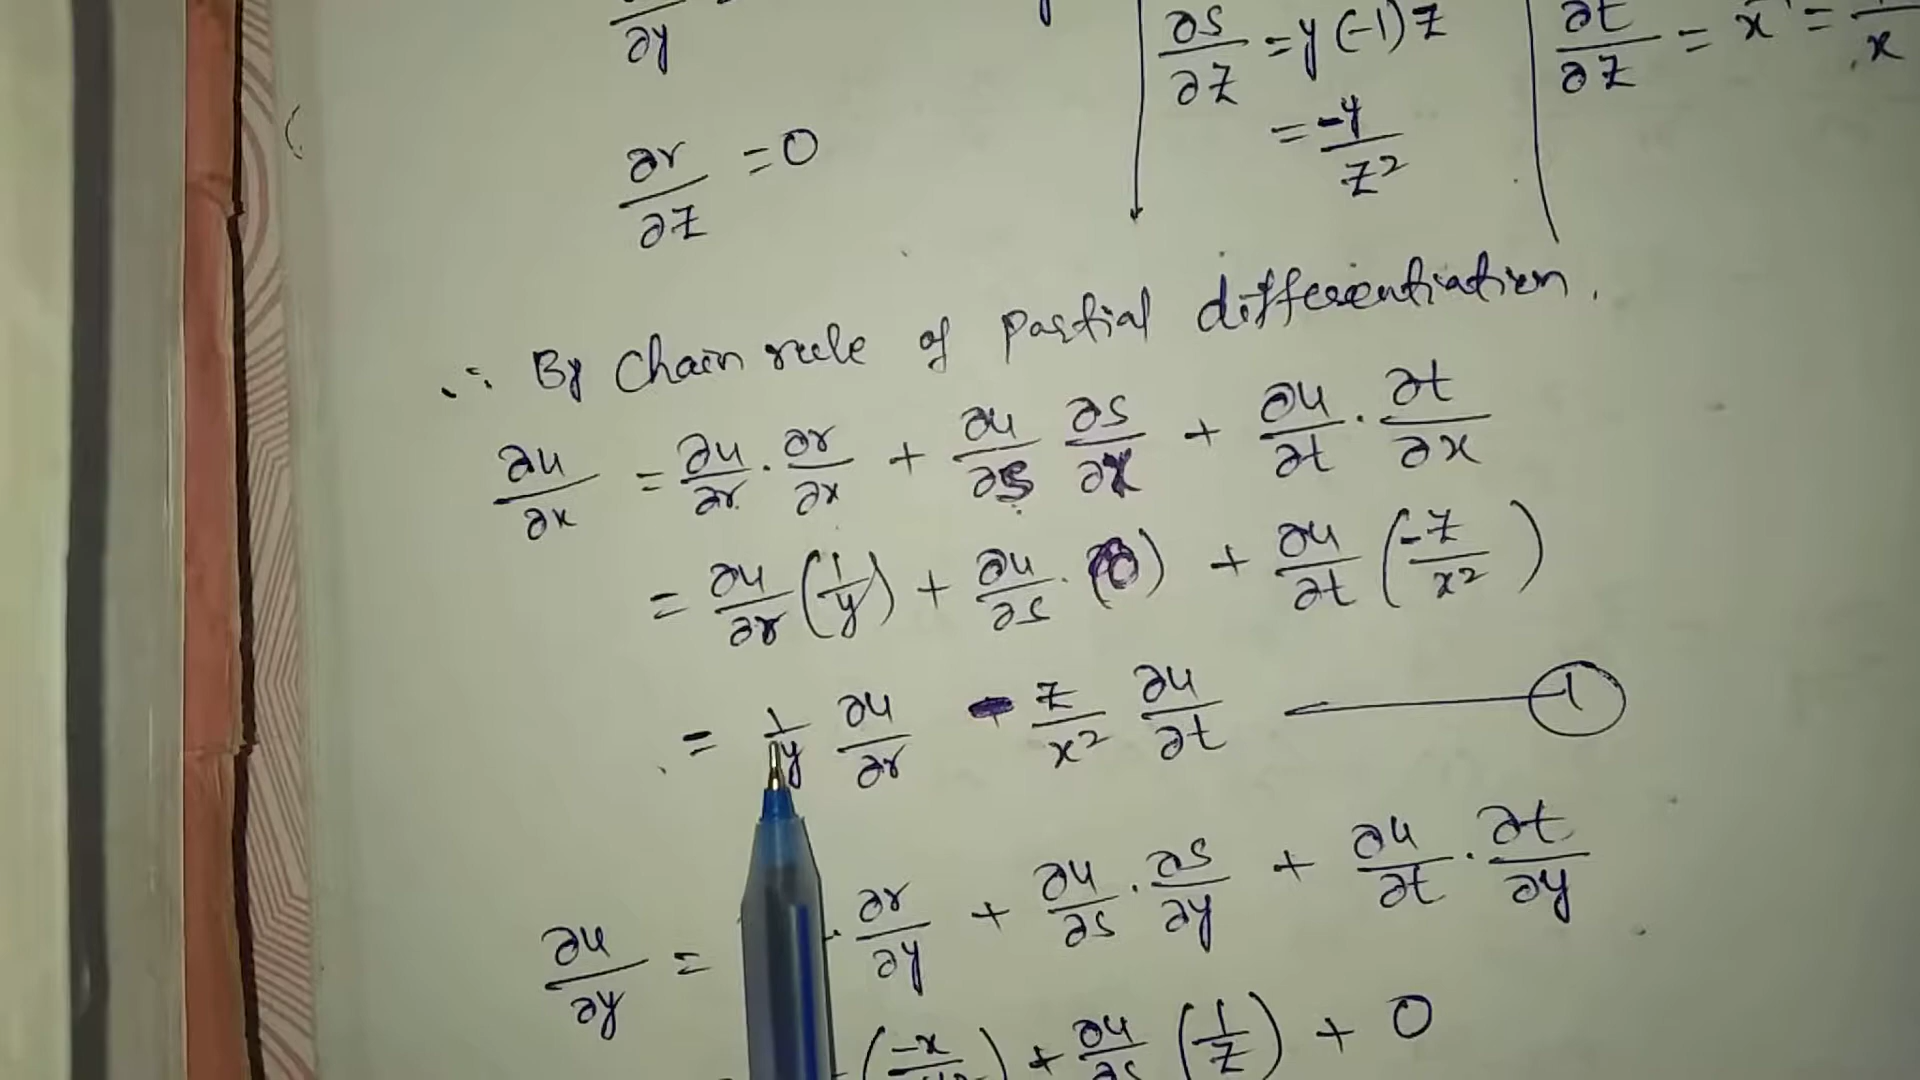 ∂y
∂s/∂z = y(-1)z
∂t/∂z = x = 1/x
= -y/z²
∂r/∂z = 0
∴ By Chain rule of partial differentiation.
∂u/∂x = ∂u/∂r · ∂r/∂x + ∂u/∂s ∂s/∂x + ∂u/∂t · ∂t/∂x
= ∂u/∂r (1/y) + ∂u/∂s · (0) + ∂u/∂t (-z/x²)
= 1/y ∂u/∂r - z/x² ∂u/∂t ——— 1
∂u/∂y = · ∂r/∂y + ∂u/∂s · ∂s/∂y + ∂u/∂t · ∂t/∂y
(-x/ ) + ∂u/∂s (1/z) + 0